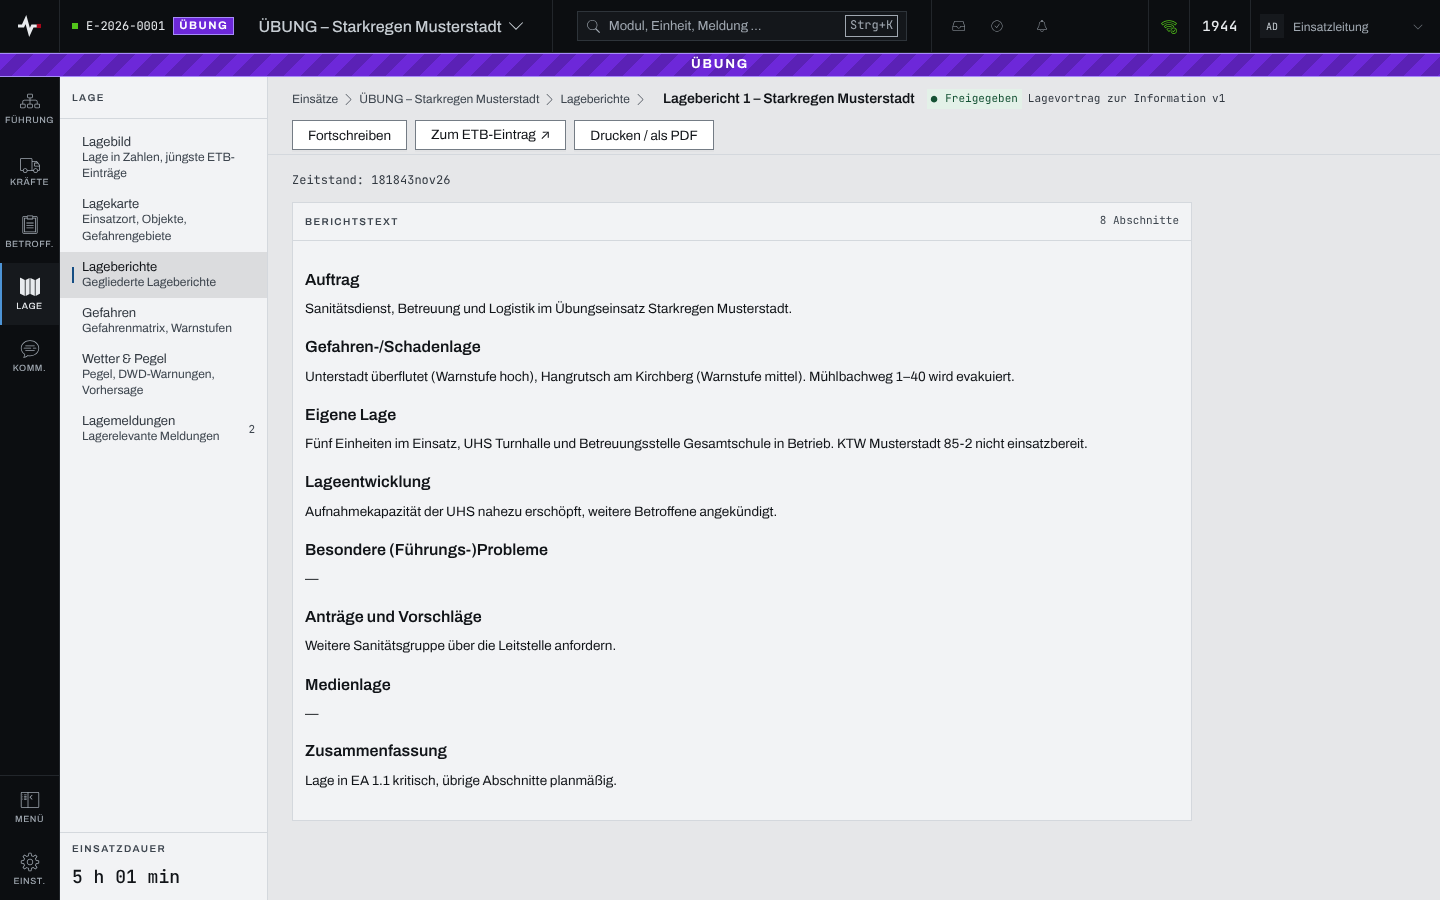 E-2026-0001 ÜBUNG ÜBUNG – Starkregen Musterstadt Modul, Einheit, Meldung ... Strg+K 1944 AD Einsatzleitung
ÜBUNG
FÜHRUNG
KRÄFTE
BETROFF.
LAGE
KOMM.
MENÜ
EINST.
LAGE
Lagebild
Lage in Zahlen, jüngste ETB-
Einträge
Lagekarte
Einsatzort, Objekte,
Gefahrengebiete
Lageberichte
Gegliederte Lageberichte
Gefahren
Gefahrenmatrix, Warnstufen
Wetter & Pegel
Pegel, DWD-Warnungen,
Vorhersage
Lagemeldungen
Lagerelevante Meldungen 2
EINSATZDAUER
5 h 01 min
Einsätze ÜBUNG – Starkregen Musterstadt Lageberichte Lagebericht 1 – Starkregen Musterstadt Freigegeben Lagevortrag zur Information v1
Fortschreiben Zum ETB-Eintrag ↗ Drucken / als PDF
Zeitstand: 181843nov26
BERICHTSTEXT 8 Abschnitte
Auftrag
Sanitätsdienst, Betreuung und Logistik im Übungseinsatz Starkregen Musterstadt.
Gefahren-/Schadenlage
Unterstadt überflutet (Warnstufe hoch), Hangrutsch am Kirchberg (Warnstufe mittel). Mühlbachweg 1–40 wird evakuiert.
Eigene Lage
Fünf Einheiten im Einsatz, UHS Turnhalle und Betreuungsstelle Gesamtschule in Betrieb. KTW Musterstadt 85-2 nicht einsatzbereit.
Lageentwicklung
Aufnahmekapazität der UHS nahezu erschöpft, weitere Betroffene angekündigt.
Besondere (Führungs-)Probleme
—
Anträge und Vorschläge
Weitere Sanitätsgruppe über die Leitstelle anfordern.
Medienlage
—
Zusammenfassung
Lage in EA 1.1 kritisch, übrige Abschnitte planmäßig.